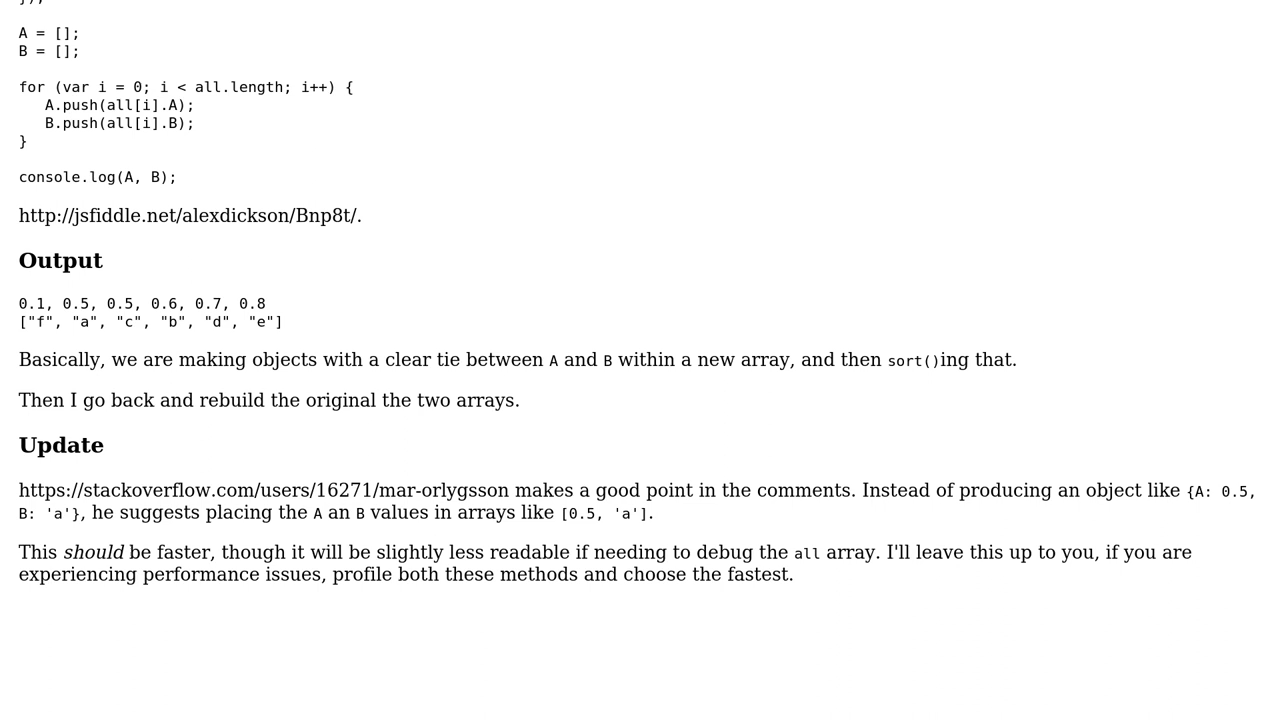 });
A = [];
B = [];
for (var i = 0; i < all.length; i++) {
   A.push(all[i].A);
   B.push(all[i].B);
}
console.log(A, B);
http://jsfiddle.net/alexdickson/Bnp8t/.
Output
0.1, 0.5, 0.5, 0.6, 0.7, 0.8
["f", "a", "c", "b", "d", "e"]
Basically, we are making objects with a clear tie between A and B within a new array, and then sort()ing that.
Then I go back and rebuild the original the two arrays.
Update
https://stackoverflow.com/users/16271/mar-orlygsson makes a good point in the comments. Instead of producing an object like {A: 0.5,
B: 'a'}, he suggests placing the A an B values in arrays like [0.5, 'a'].
This should be faster, though it will be slightly less readable if needing to debug the all array. I'll leave this up to you, if you are
experiencing performance issues, profile both these methods and choose the fastest.